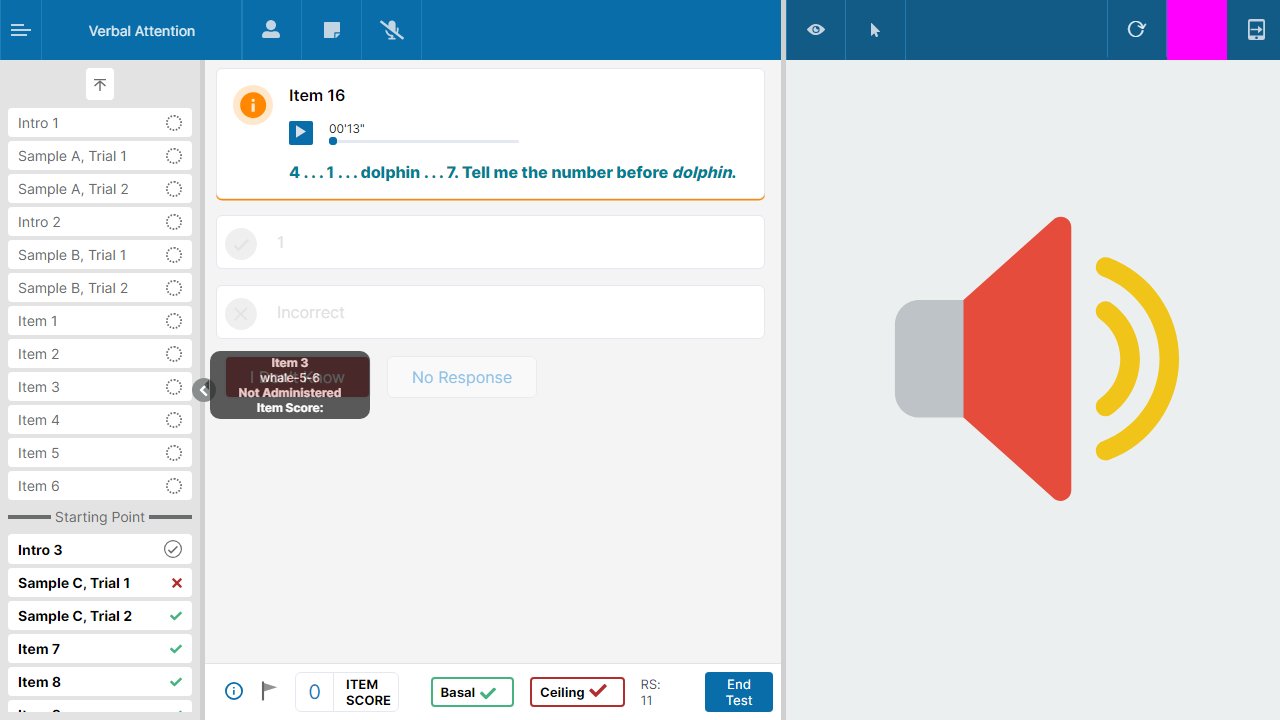 Verbal Attention
Intro 1
Sample A, Trial 1
Sample A, Trial 2
Intro 2
Sample B, Trial 1
Sample B, Trial 2
Item 1
Item 2
Item 3
Item 4
Item 5
Item 6
Starting Point
Intro 3
Sample C, Trial 1
Sample C, Trial 2
Item 7
Item 8
Item 16
00'13"
4 . . . 1 . . . dolphin . . . 7. Tell me the number before dolphin.
1
Incorrect
Item 3
whale-5-6
Not Administered
Item Score:
No Response
0
ITEM
SCORE
Basal
Ceiling
RS:
11
End
Test